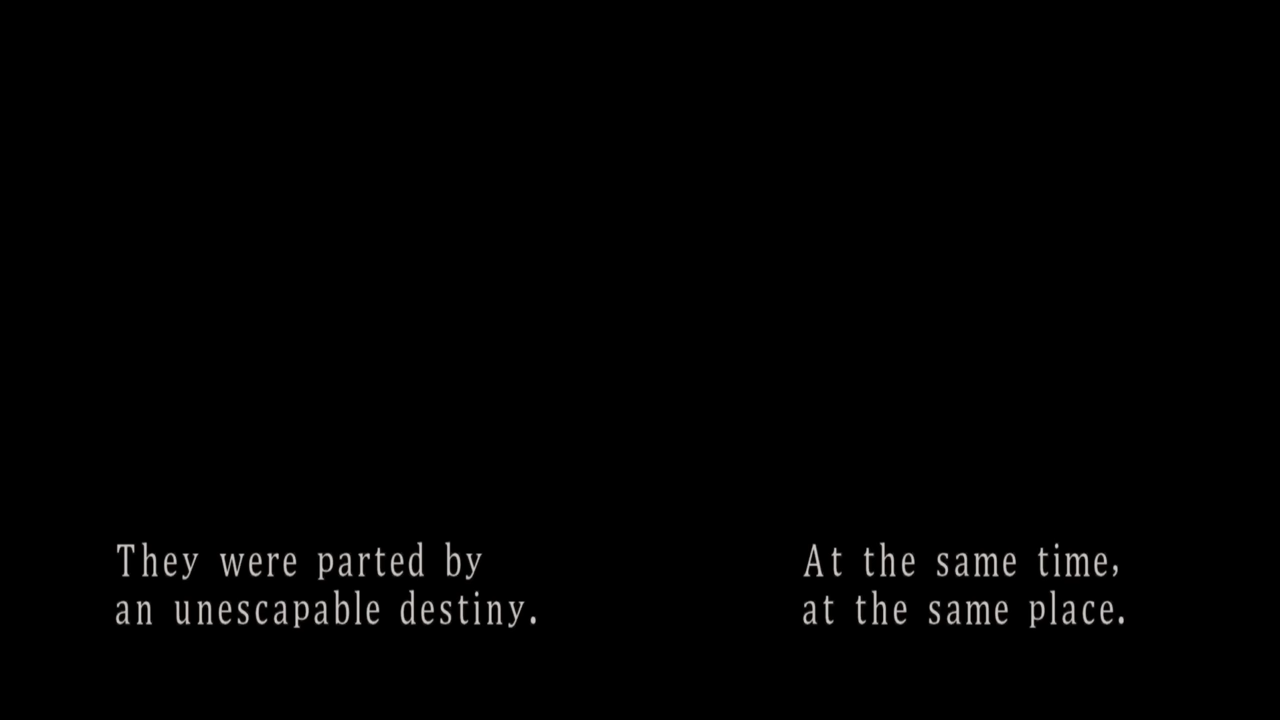 They were parted by
an unescapable destiny.
At the same time,
at the same place.